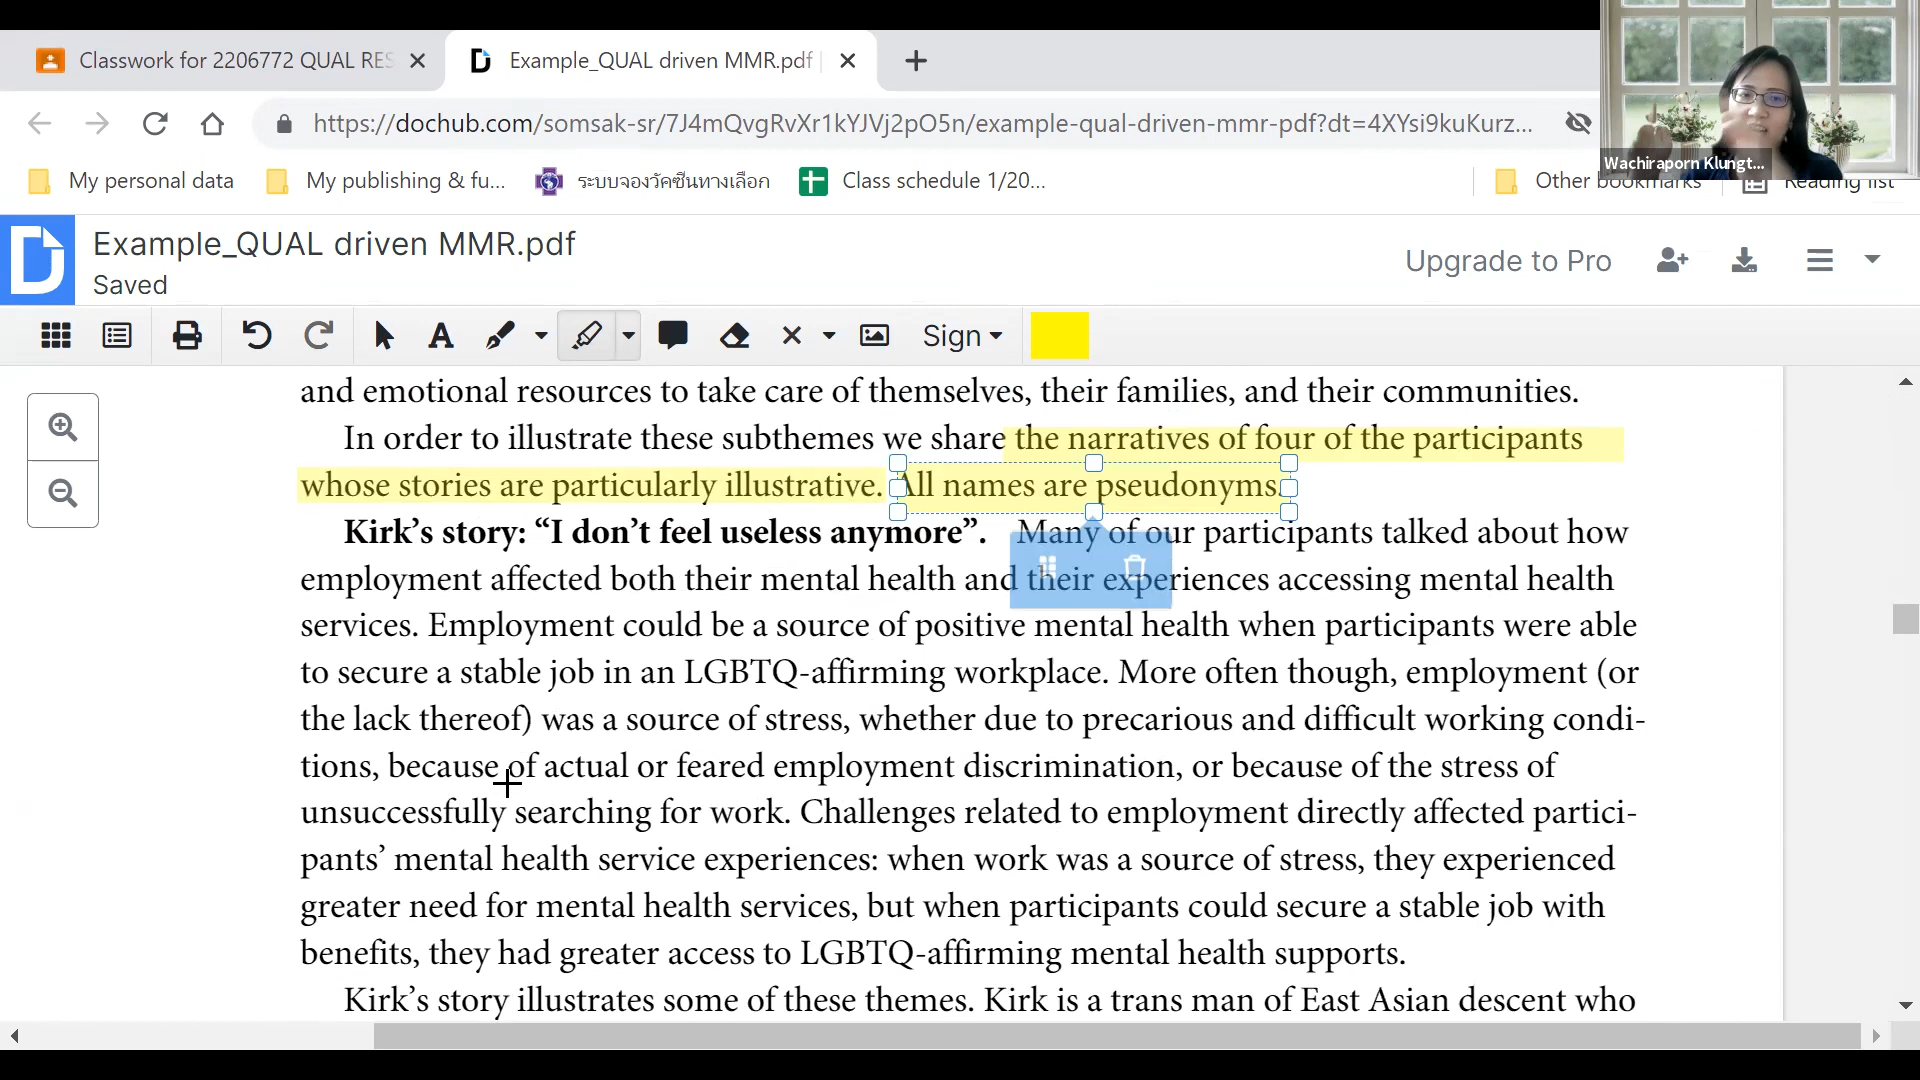 Classwork for 2206772 QUAL RES
Example_QUAL driven MMR.pdf
https://dochub.com/somsak-sr/7J4mQvgRvXr1kYJVj2pO5n/example-qual-driven-mmr-pdf?dt=4XYsi9kuKurz...
Wachiraporn Klungt...
My personal data
My publishing & fu...
ระบบจองวัคซีนทางเลือก
Class schedule 1/20...
Other bookmarks
Reading list
Example_QUAL driven MMR.pdf
Saved
Upgrade to Pro
A
Sign
and emotional resources to take care of themselves, their families, and their communities.
In order to illustrate these subthemes we share the narratives of four of the participants
whose stories are particularly illustrative. All names are pseudonyms.
Kirk’s story: “I don’t feel useless anymore”. Many of our participants talked about how
employment affected both their mental health and their experiences accessing mental health
services. Employment could be a source of positive mental health when participants were able
to secure a stable job in an LGBTQ-affirming workplace. More often though, employment (or
the lack thereof) was a source of stress, whether due to precarious and difficult working condi-
tions, because of actual or feared employment discrimination, or because of the stress of
unsuccessfully searching for work. Challenges related to employment directly affected partici-
pants’ mental health service experiences: when work was a source of stress, they experienced
greater need for mental health services, but when participants could secure a stable job with
benefits, they had greater access to LGBTQ-affirming mental health supports.
Kirk’s story illustrates some of these themes. Kirk is a trans man of East Asian descent who